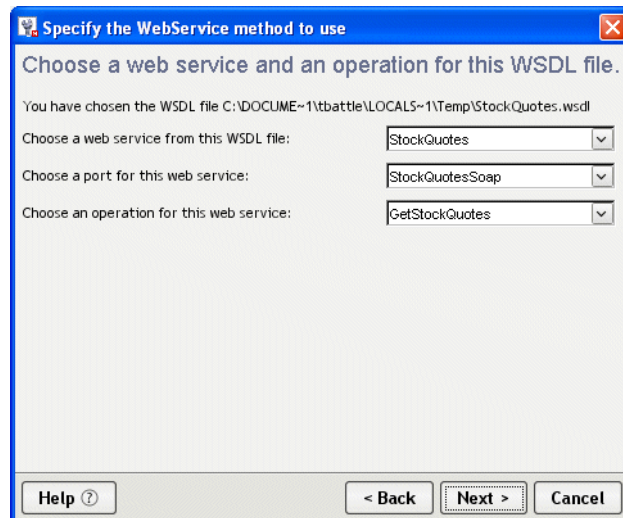 Specify the WebService method to use
Choose a web service and an operation for this WSDL file.
You have chosen the WSDL file C:\DOCUME~1\tbattle\LOCALS~1\Temp\StockQuotes.wsdl
Choose a web service from this WSDL file: StockQuotes
Choose a port for this web service: StockQuotesSoap
Choose an operation for this web service: GetStockQuotes
Help ? < Back Next > Cancel